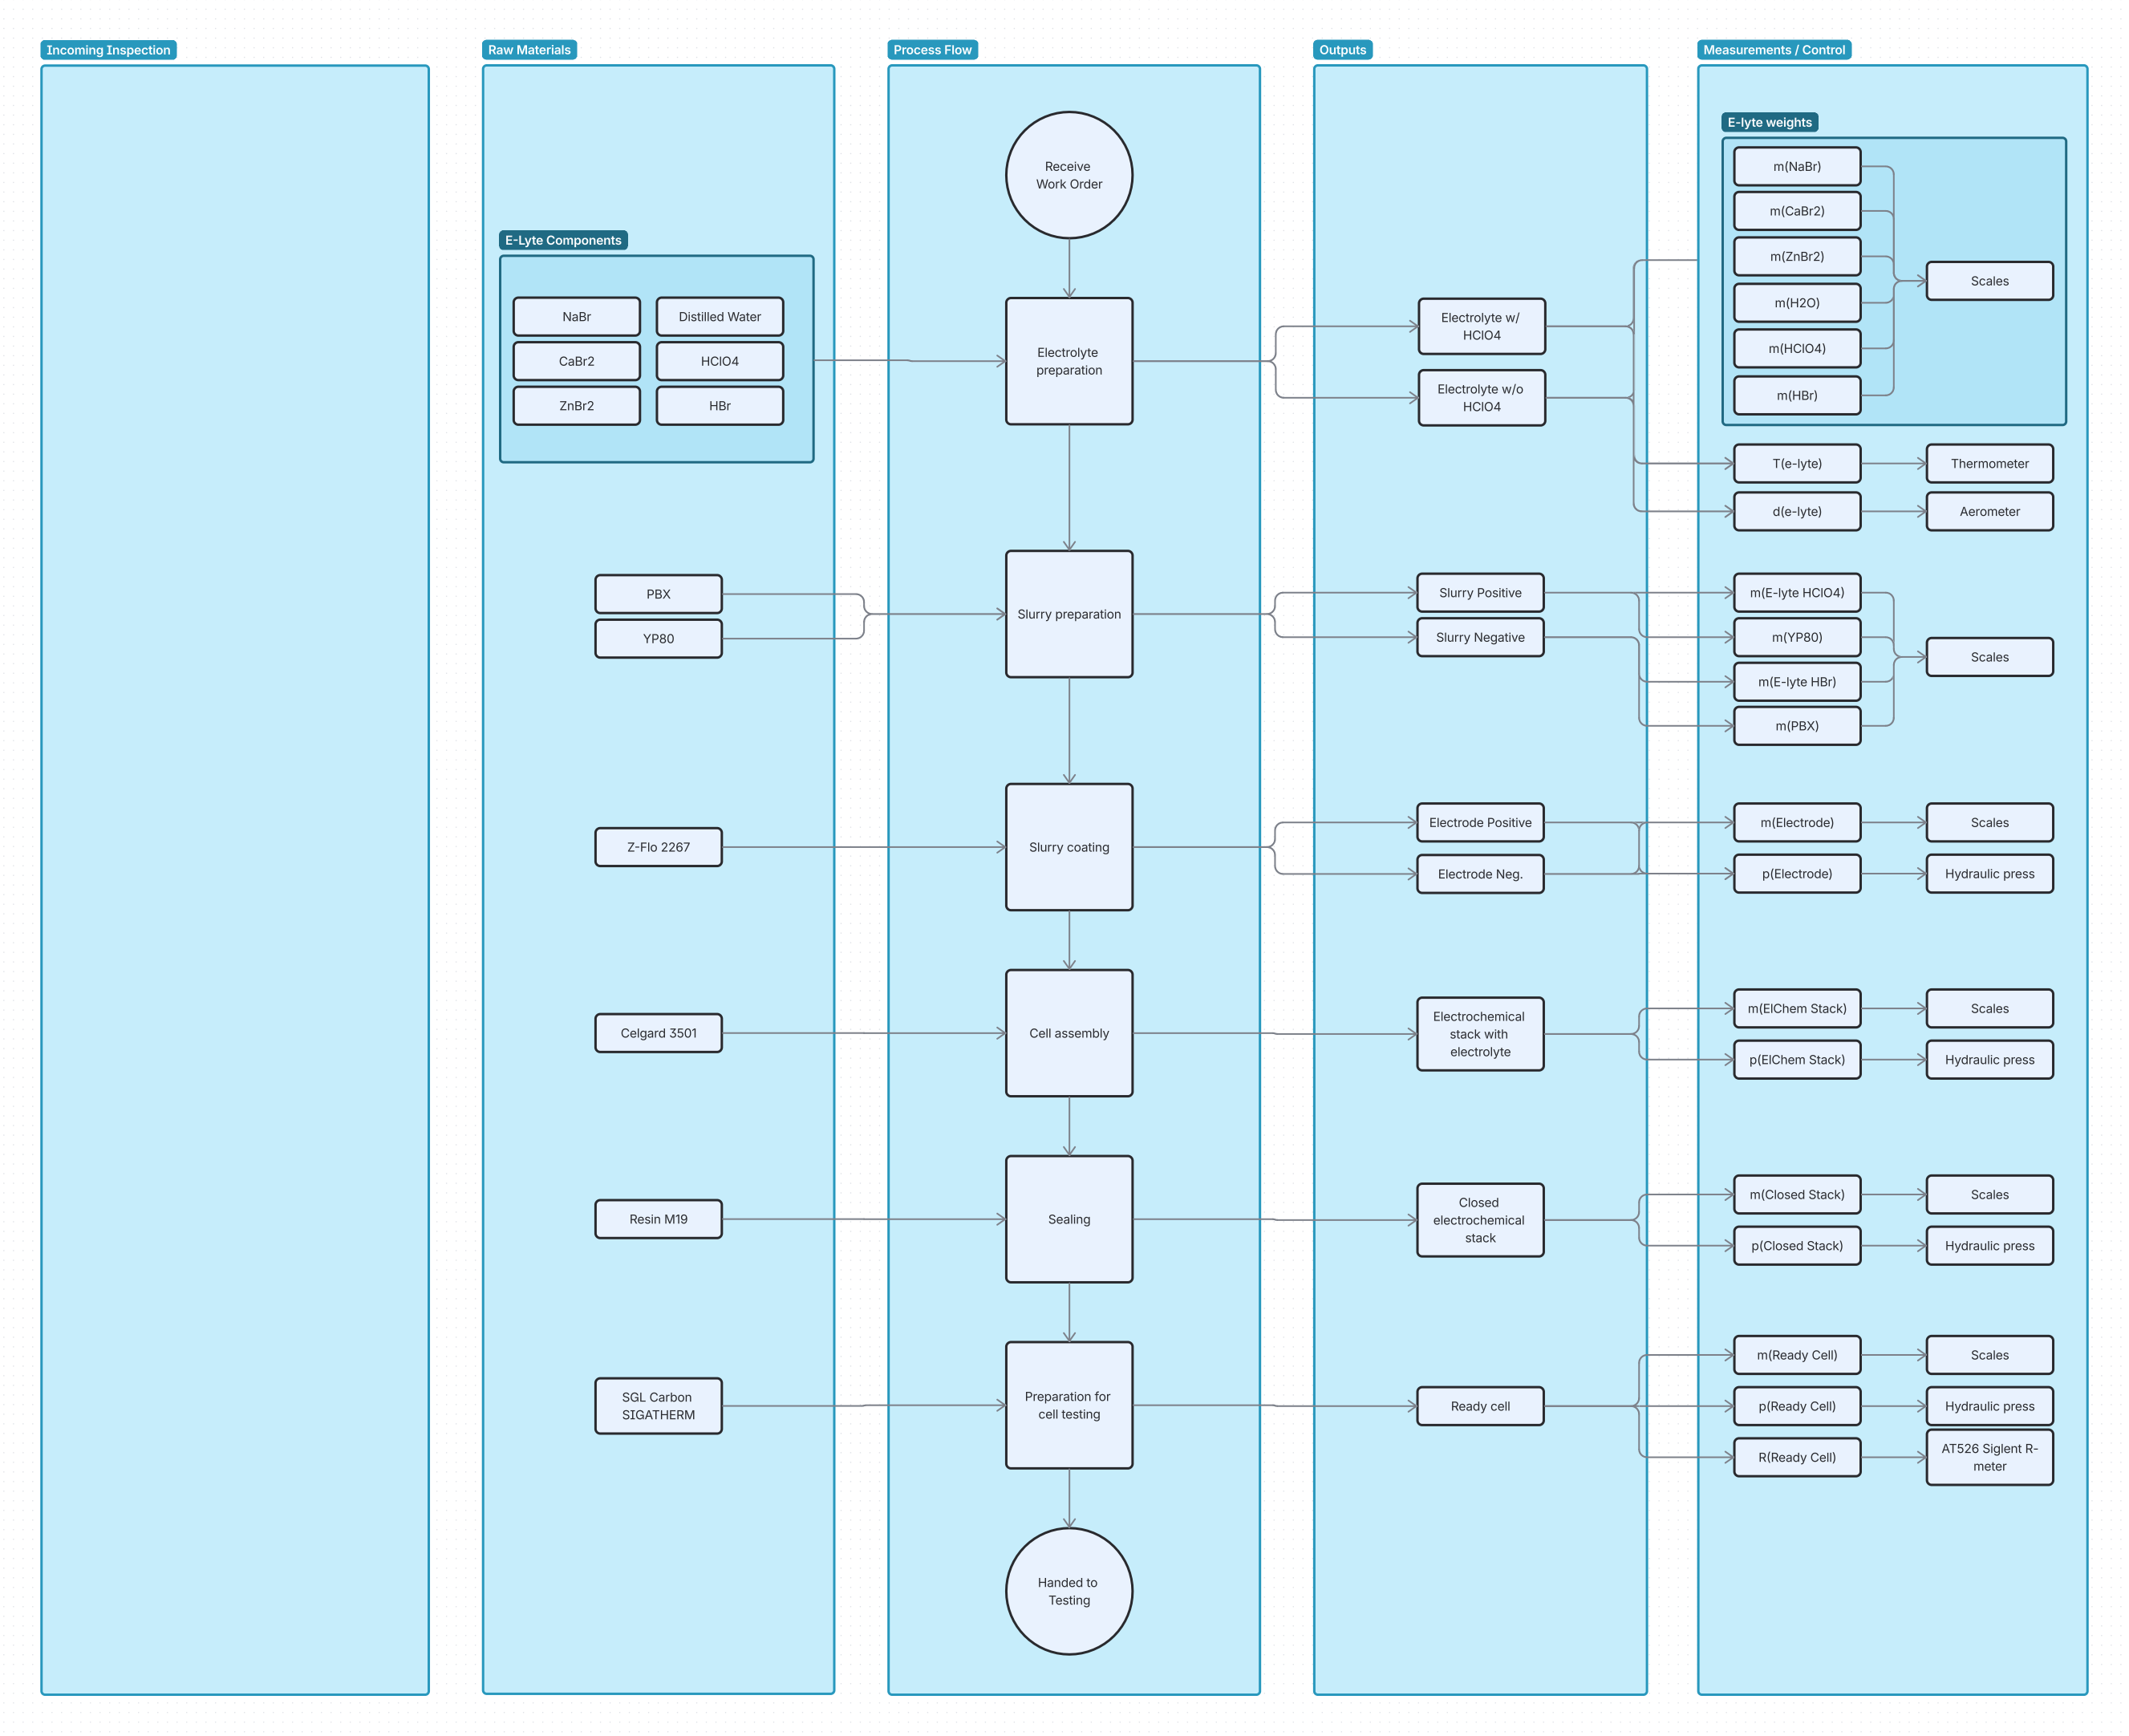 Incoming Inspection
Raw Materials
Process Flow
Outputs
Measurements / Control
E-Lyte Components
NaBr
Distilled Water
CaBr2
HClO4
ZnBr2
HBr
PBX
YP80
Z-Flo 2267
Celgard 3501
Resin M19
SGL Carbon
SIGATHERM
Receive
Work Order
Electrolyte
preparation
Slurry preparation
Slurry coating
Cell assembly
Sealing
Preparation for
cell testing
Handed to
Testing
Electrolyte w/
HClO4
Electrolyte w/o
HClO4
Slurry Positive
Slurry Negative
Electrode Positive
Electrode Neg.
Electrochemical
stack with
electrolyte
Closed
electrochemical
stack
Ready cell
E-lyte weights
m(NaBr)
m(CaBr2)
m(ZnBr2)
m(H2O)
m(HClO4)
m(HBr)
Scales
T(e-lyte)
Thermometer
d(e-lyte)
Aerometer
m(E-lyte HClO4)
m(YP80)
m(E-lyte HBr)
m(PBX)
Scales
m(Electrode)
Scales
p(Electrode)
Hydraulic press
m(ElChem Stack)
Scales
p(ElChem Stack)
Hydraulic press
m(Closed Stack)
Scales
p(Closed Stack)
Hydraulic press
m(Ready Cell)
Scales
p(Ready Cell)
Hydraulic press
R(Ready Cell)
AT526 Siglent R-
meter